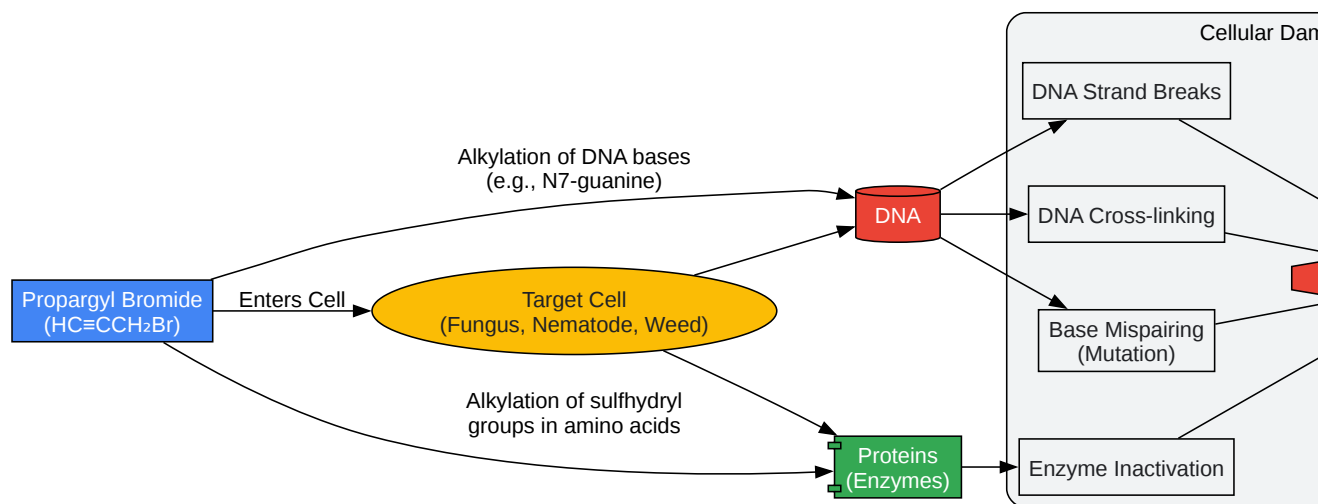 Cellular Dam
DNA Strand Breaks
Alkylation of DNA bases
(e.g., N7-guanine)
DNA
DNA Cross-linking
Propargyl Bromide
(HC≡CCH₂Br)
Enters Cell
Target Cell
(Fungus, Nematode, Weed)
Base Mispairing
(Mutation)
Alkylation of sulfhydryl
groups in amino acids
Proteins
(Enzymes)
Enzyme Inactivation